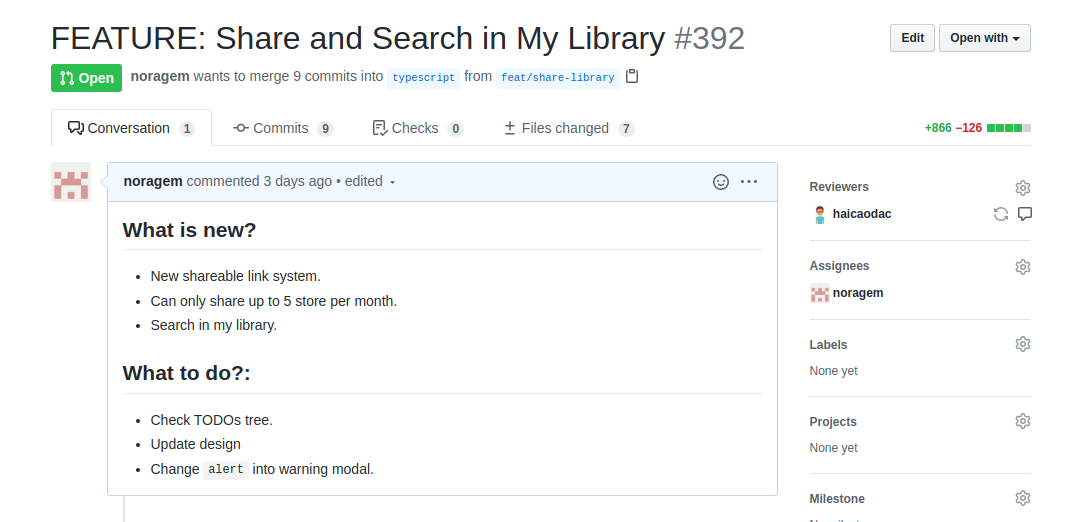 FEATURE: Share and Search in My Library #392
Edit
Open with
Open
noragem wants to merge 9 commits into typescript from feat/share-library
Conversation 1
Commits 9
Checks 0
Files changed 7
+866 −126
noragem commented 3 days ago • edited
What is new?
New shareable link system.
Can only share up to 5 store per month.
Search in my library.
What to do?:
Check TODOs tree.
Update design
Change alert into warning modal.
Reviewers
haicaodac
Assignees
noragem
Labels
None yet
Projects
None yet
Milestone